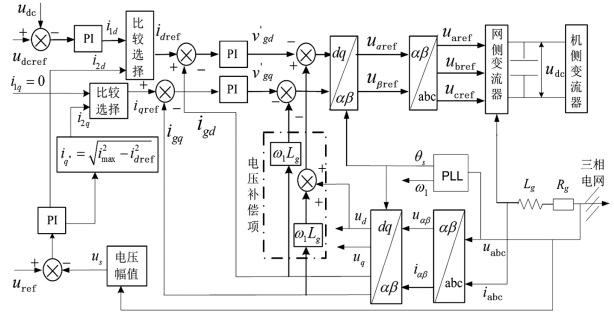 u_dc
u_dcref
PI
i_1d
i_2d
比较选择
i_dref
PI
v'_gd
dq
αβ
u_αref
u_βref
αβ
abc
u_aref
u_bref
u_cref
网侧变流器
u_dc
机侧变流器
i_1q=0
i_2q
比较选择
i_qref
i_gq
i_gd
PI
v'_gq
i_q*=√(i²_max−i²_dref)
电压补偿项
ω_1L_g
ω_1L_g
θ_s
ω_1
PLL
三相电网
L_g
R_g
PI
u_d
u_q
dq
αβ
u_αβ
i_αβ
αβ
abc
u_abc
i_abc
u_ref
u_s
电压幅值